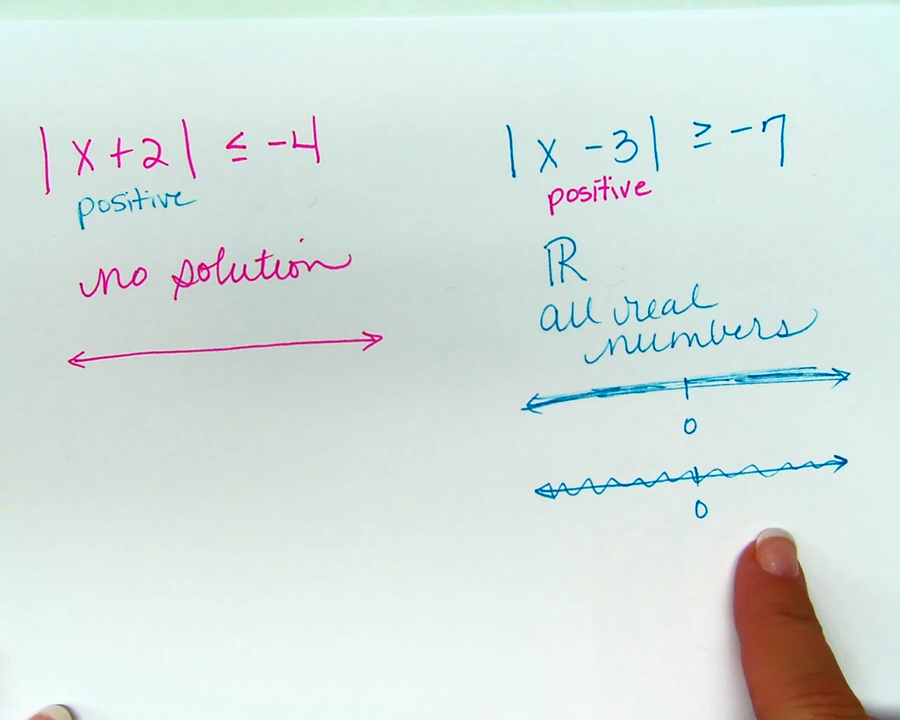 |x+2| ≤ -4
positive
no solution
|x-3| ≥ -7
positive
ℝ
all real
numbers
0
0